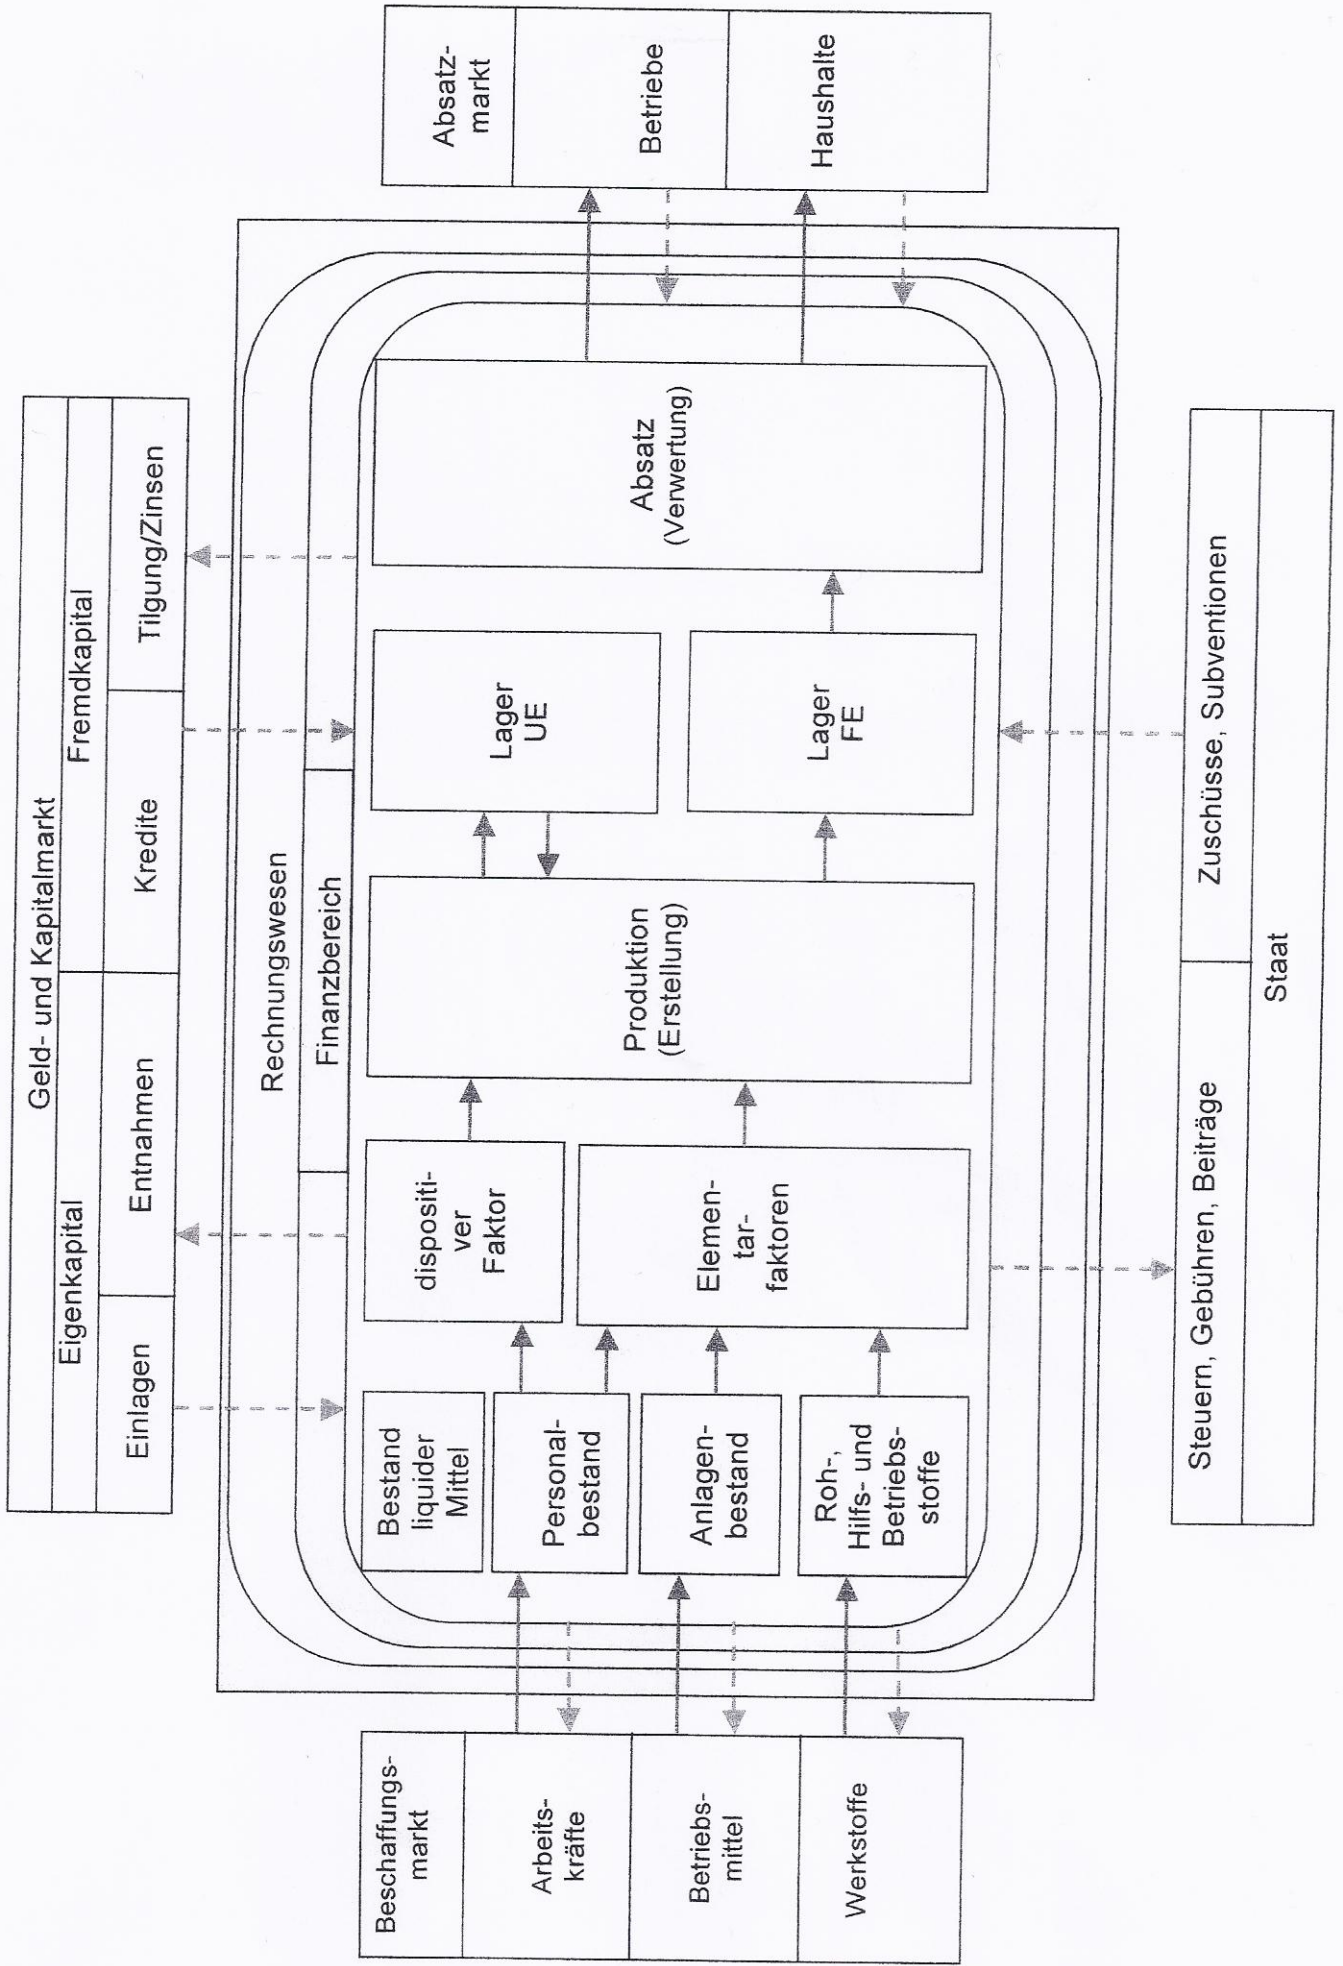 Geld- und Kapitalmarkt
Eigenkapital
Fremdkapital
Einlagen
Entnahmen
Kredite
Tilgung/Zinsen
Beschaffungs-
markt
Arbeits-
kräfte
Betriebs-
mittel
Werkstoffe
Rechnungswesen
Finanzbereich
Bestand
liquider
Mittel
Personal-
bestand
Anlagen-
bestand
Roh-,
Hilfs- und
Betriebs-
stoffe
dispositi-
ver
Faktor
Elemen-
tar-
faktoren
Produktion
(Erstellung)
Lager
UE
Lager
FE
Absatz
(Verwertung)
Absatz-
markt
Betriebe
Haushalte
Steuern, Gebühren, Beiträge
Zuschüsse, Subventionen
Staat